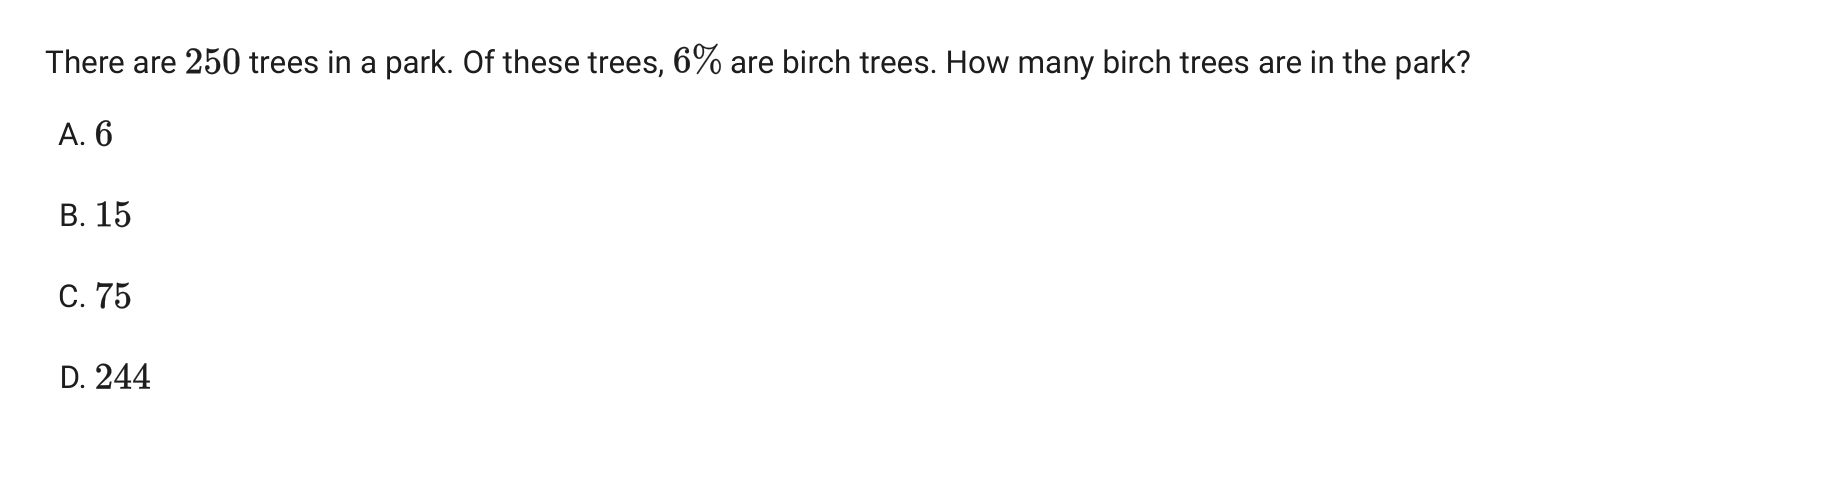 There are 250 trees in a park. Of these trees, 6% are birch trees. How many birch trees are in the park?
A. 6
B. 15
C. 75
D. 244